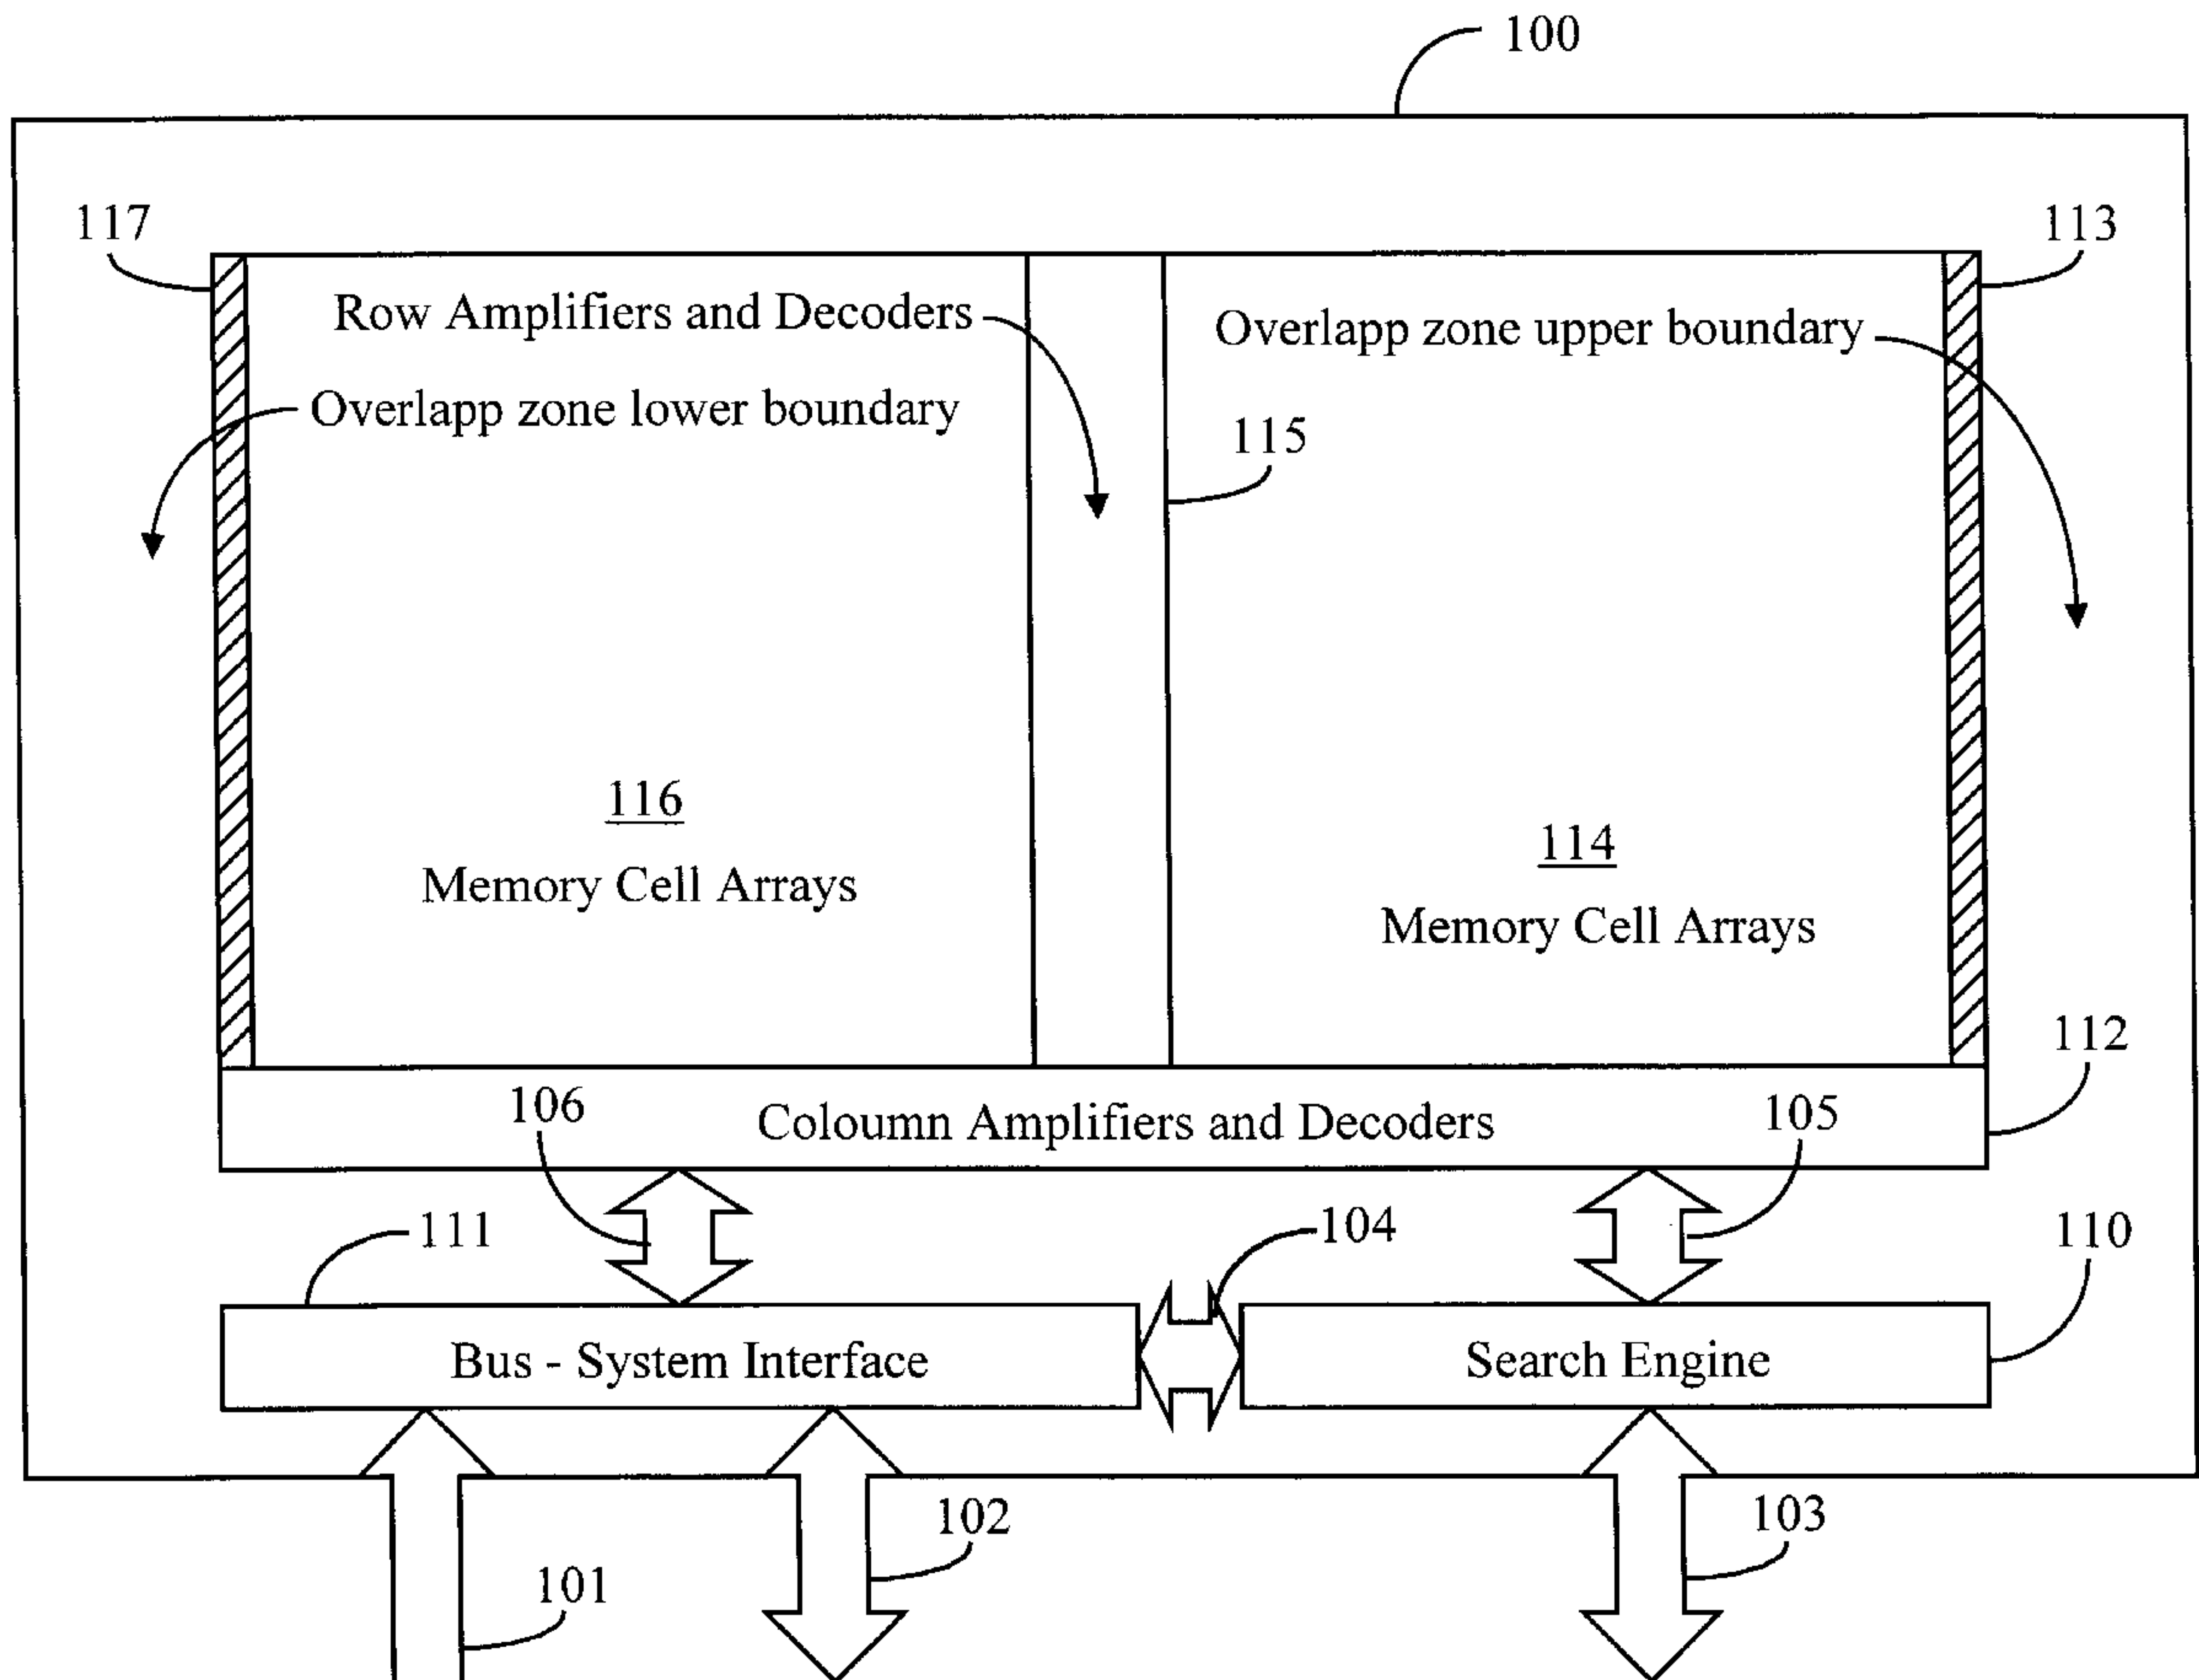 100
117
113
Row Amplifiers and Decoders
Overlapp zone upper boundary
Overlapp zone lower boundary
115
116
Memory Cell Arrays
114
Memory Cell Arrays
112
106
Coloumn Amplifiers and Decoders
105
111
104
110
Bus - System Interface
Search Engine
102
103
101